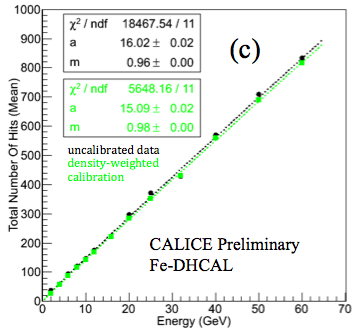 χ² / ndf 18467.54 / 11
a 16.02 ± 0.02
m 0.96 ± 0.00
(c)
χ² / ndf 5648.16 / 11
a 15.09 ± 0.02
m 0.98 ± 0.00
uncalibrated data
density-weighted
calibration
CALICE Preliminary
Fe-DHCAL
Total Number Of Hits (Mean)
1000
900
800
700
600
500
400
300
200
100
0
0 10 20 30 40 50 60 70
Energy (GeV)